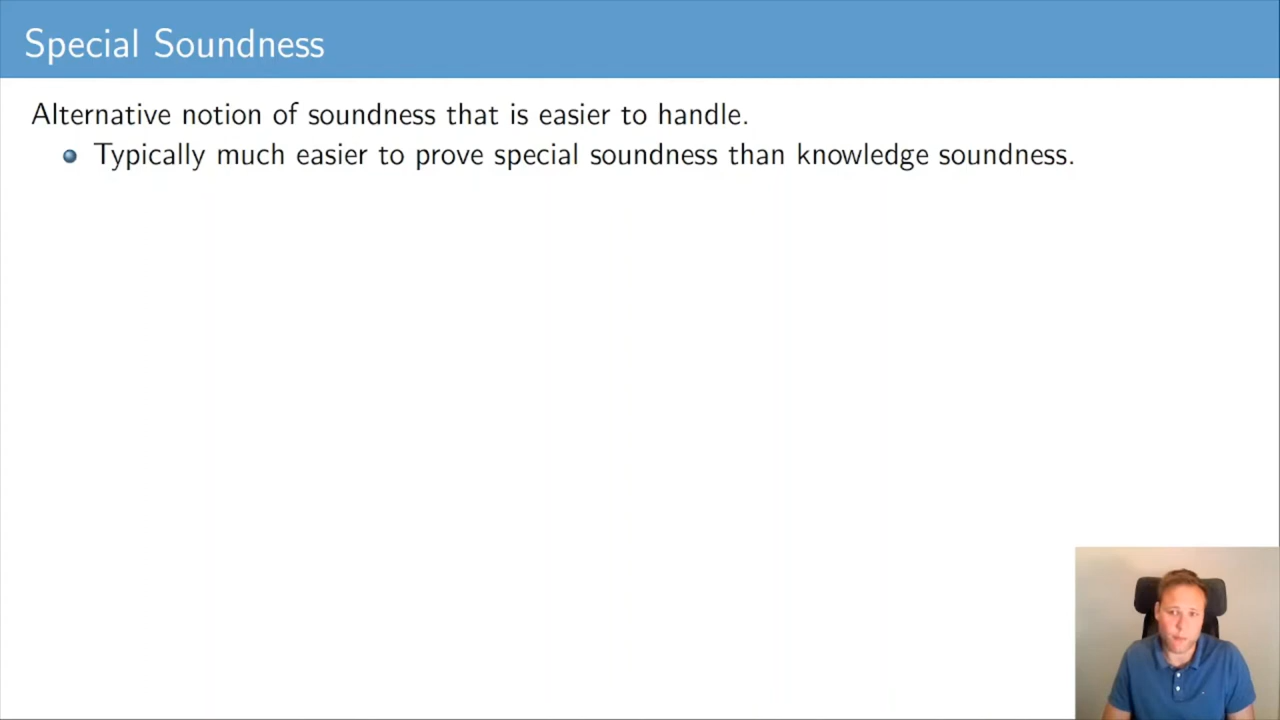 Special Soundness
Alternative notion of soundness that is easier to handle.
Typically much easier to prove special soundness than knowledge soundness.